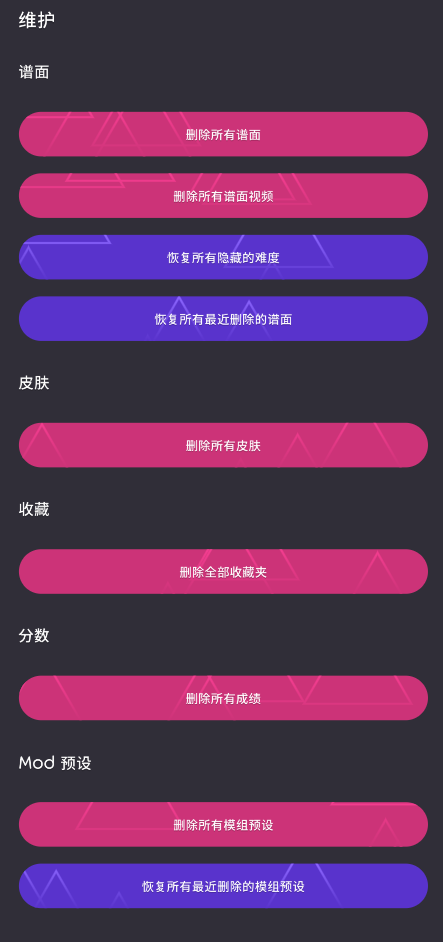 维护
谱面
删除所有谱面
删除所有谱面视频
恢复所有隐藏的难度
恢复所有最近删除的谱面
皮肤
删除所有皮肤
收藏
删除全部收藏夹
分数
删除所有成绩
Mod 预设
删除所有模组预设
恢复所有最近删除的模组预设